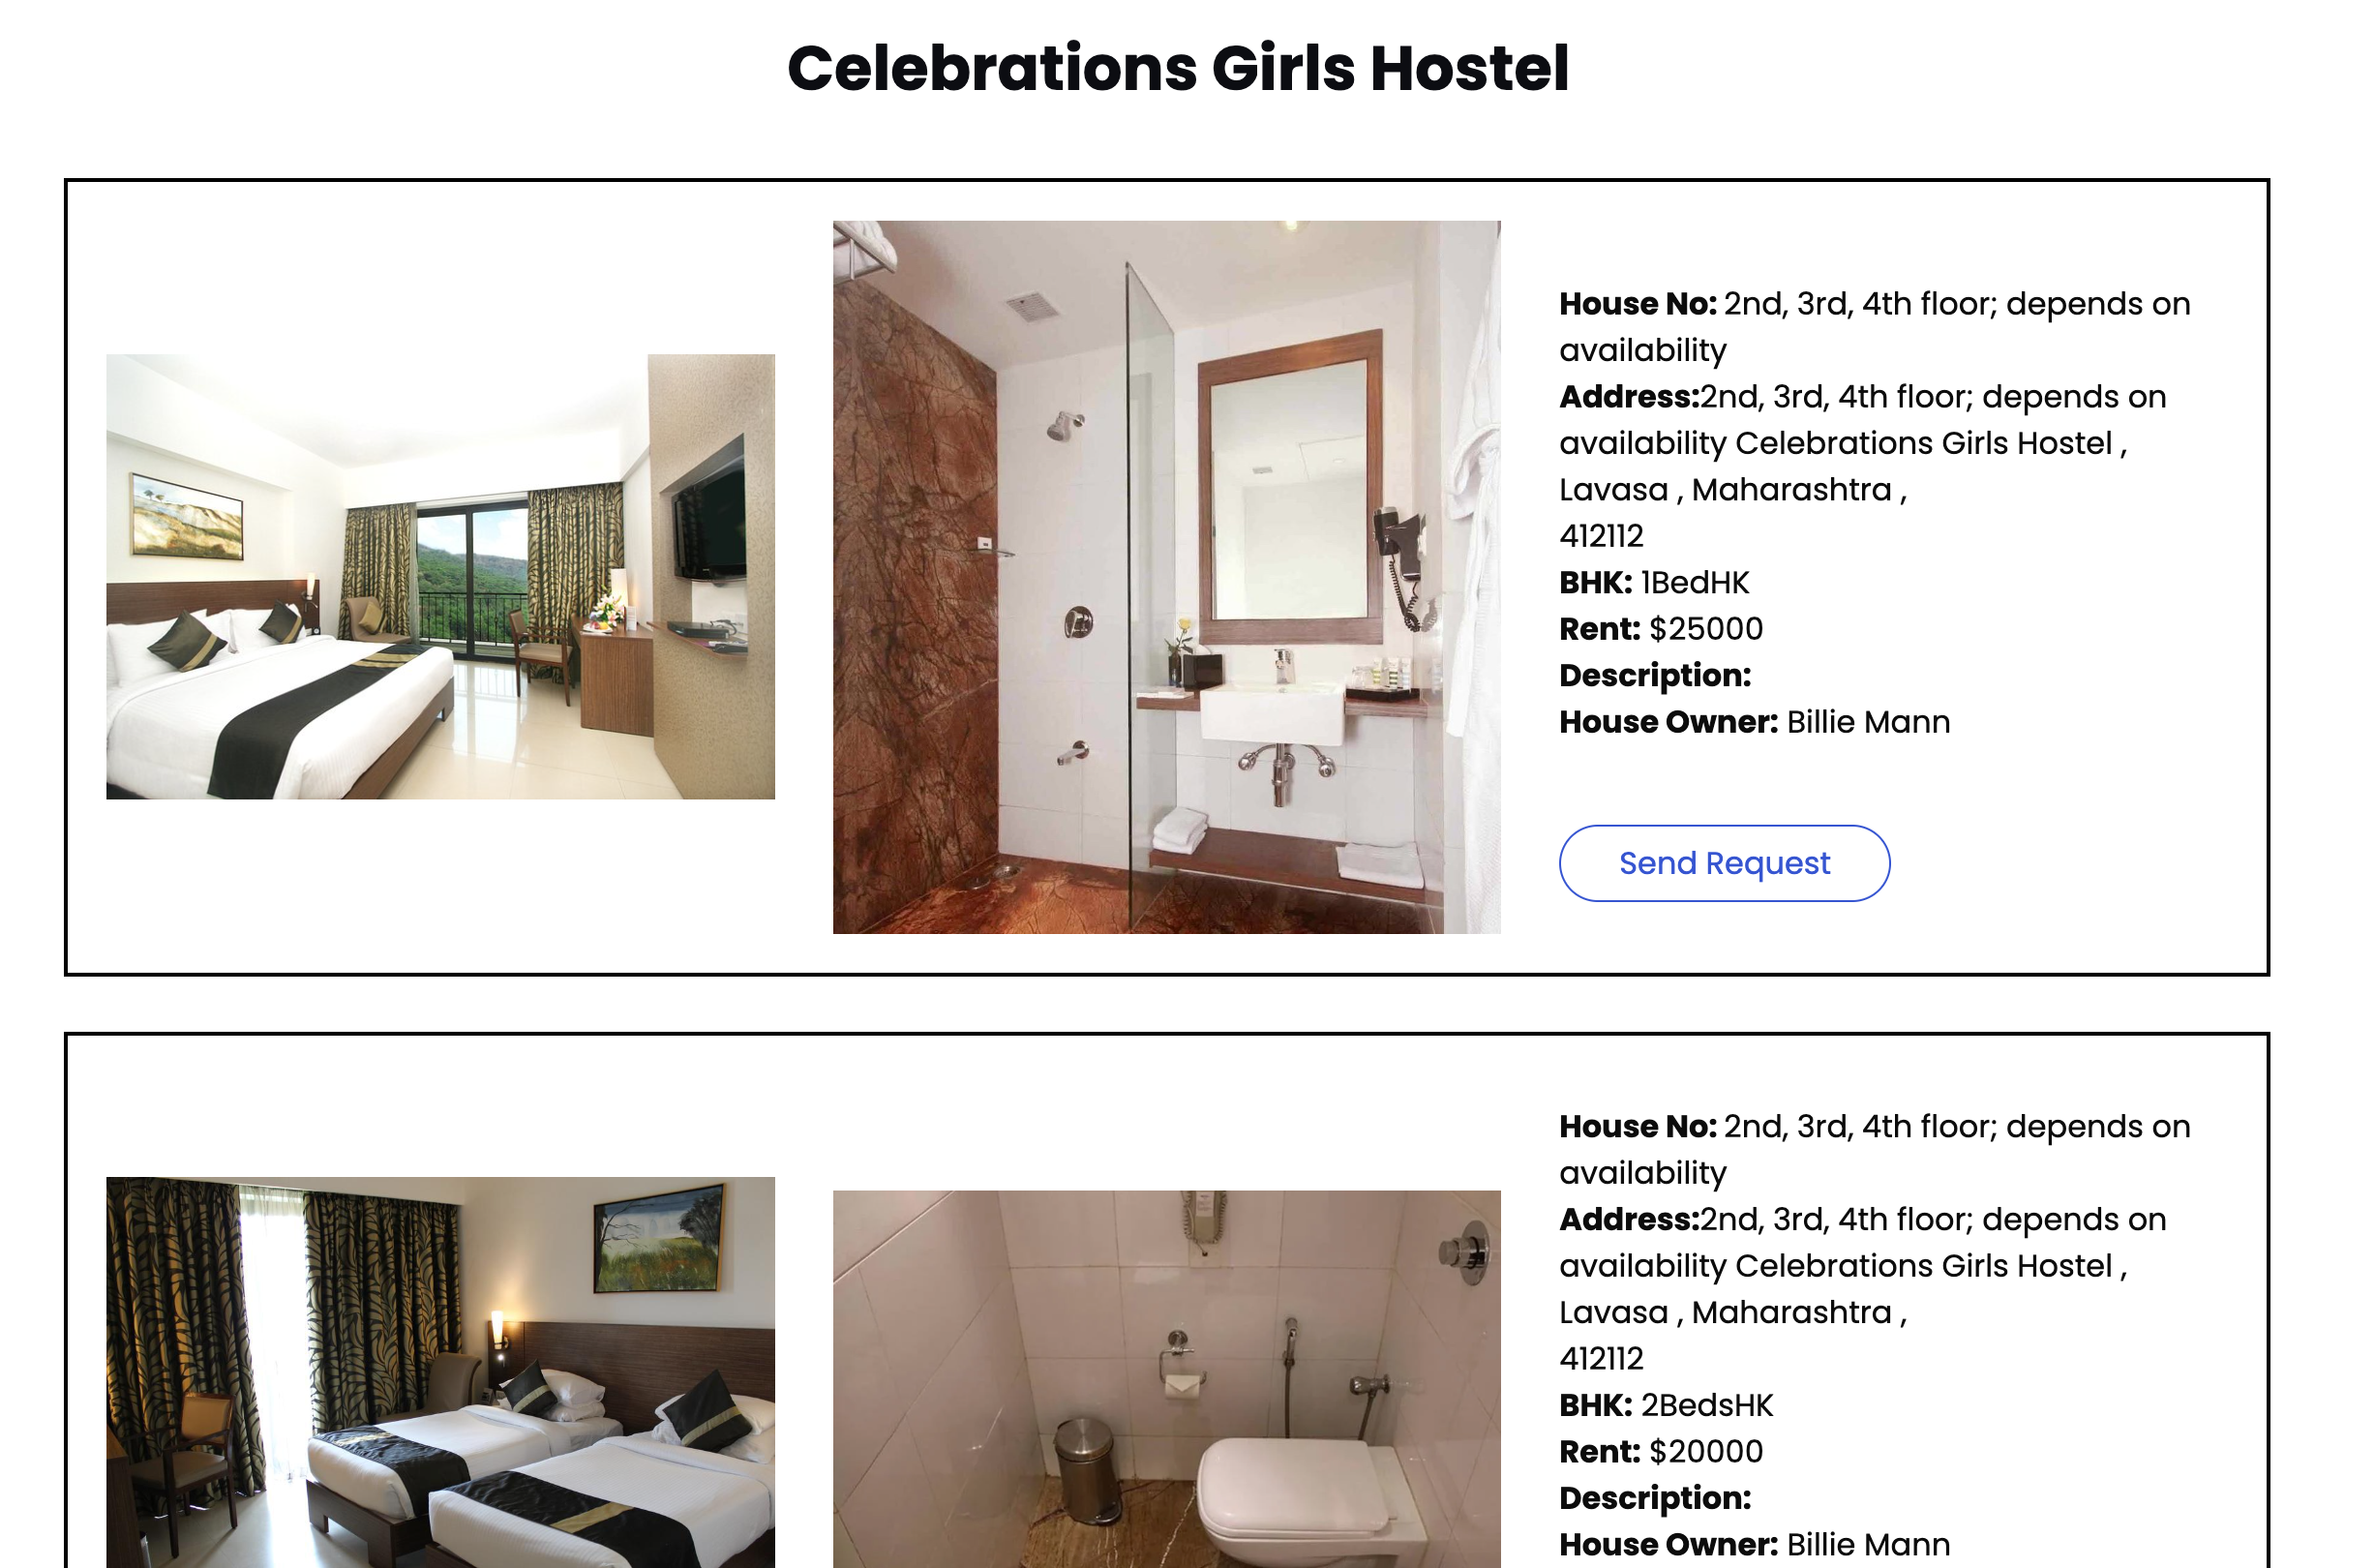 Celebrations Girls Hostel
House No: 2nd, 3rd, 4th floor; depends on
availability
Address:2nd, 3rd, 4th floor; depends on
availability Celebrations Girls Hostel ,
Lavasa , Maharashtra ,
412112
BHK: 1BedHK
Rent: $25000
Description:
House Owner: Billie Mann
Send Request
House No: 2nd, 3rd, 4th floor; depends on
availability
Address:2nd, 3rd, 4th floor; depends on
availability Celebrations Girls Hostel ,
Lavasa , Maharashtra ,
412112
BHK: 2BedsHK
Rent: $20000
Description:
House Owner: Billie Mann